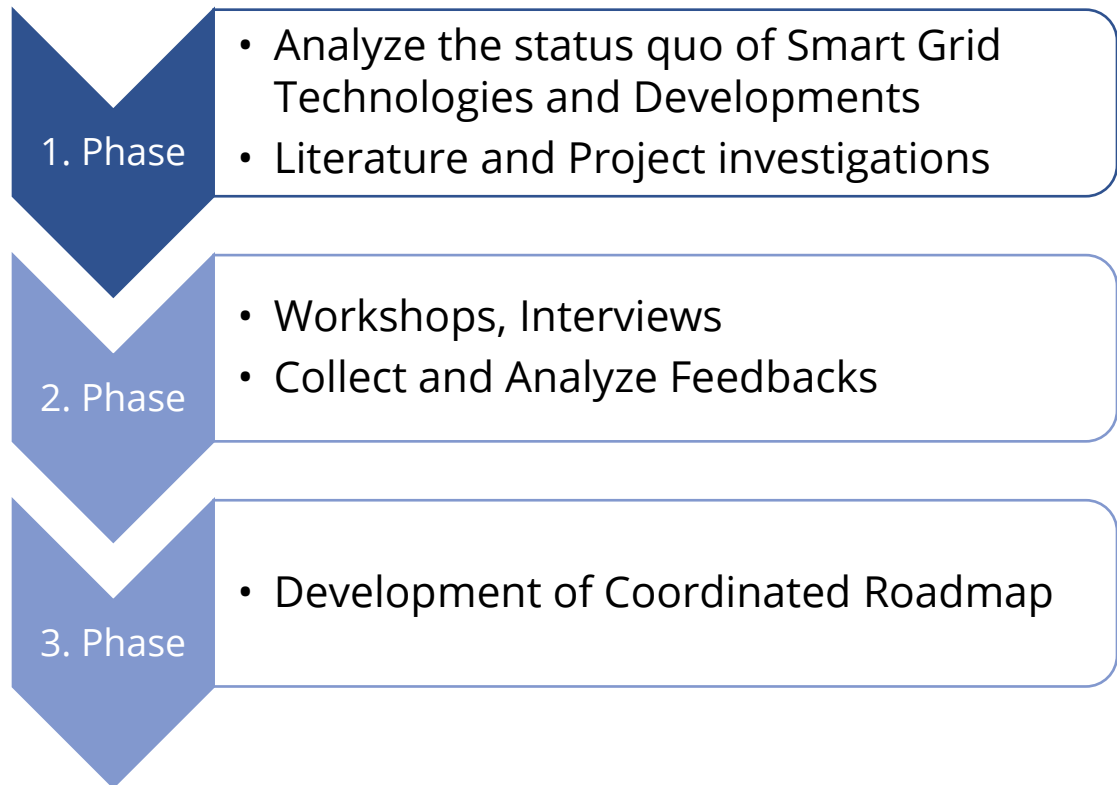 1. Phase
• Analyze the status quo of Smart Grid
Technologies and Developments
• Literature and Project investigations
2. Phase
• Workshops, Interviews
• Collect and Analyze Feedbacks
3. Phase
• Development of Coordinated Roadmap